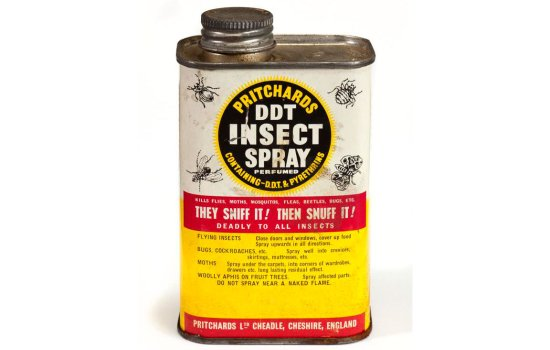 PRITCHARDS
DDT
INSECT
SPRAY
PERFUMED
CONTAINING-D.D.T. & PYRETHRINS
KILLS FLIES, MOTHS, MOSQUITOS, FLEAS, BEETLES, BUGS, ETC.
THEY SNIFF IT! THEN SNUFF IT!
DEADLY TO ALL INSECTS
FLYING INSECTS Close doors and windows, cover up food
Spray upwards in all directions.
BUGS, COCKROACHES, etc. Spray well into crevices,
skirtings, mattresses, etc.
MOTHS Spray under the carpets, into corners of wardrobes,
drawers etc. long lasting residual effect.
WOOLLY APHIS ON FRUIT TREES. Spray affected parts.
DO NOT SPRAY NEAR A NAKED FLAME.
PRITCHARDS LTD CHEADLE, CHESHIRE, ENGLAND